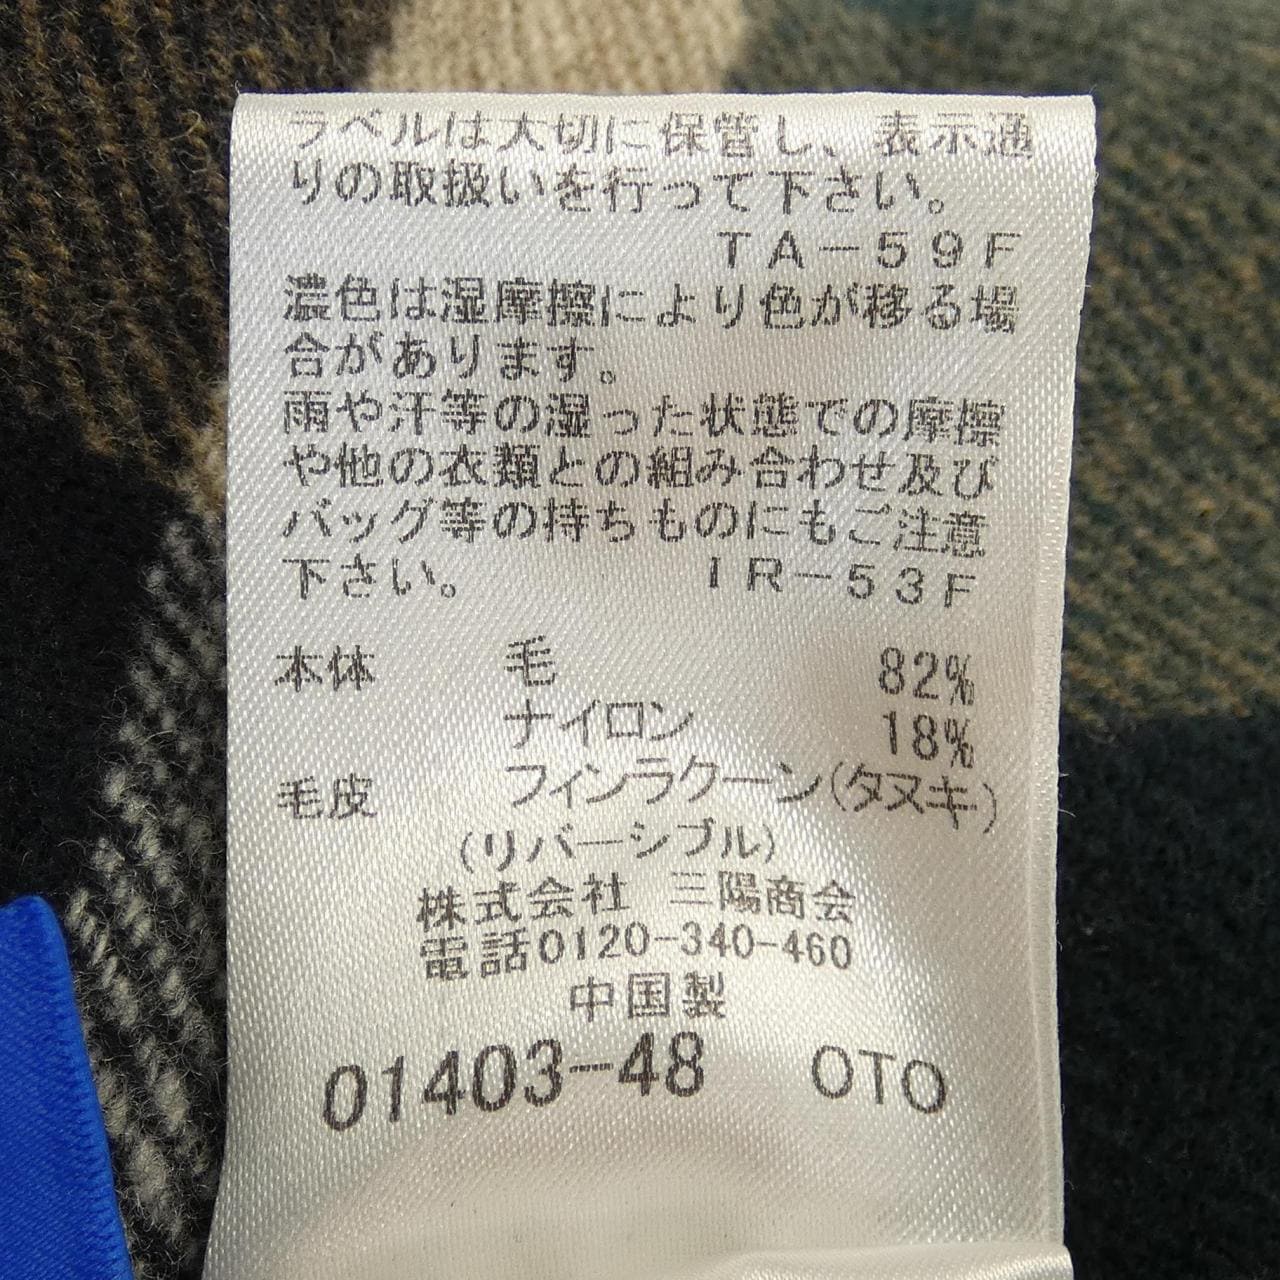 ラベルは大切に保管し、表示通
りの取扱いを行って下さい。
TA－59F
濃色は湿摩擦により色が移る場
合があります。
雨や汗等の湿った状態での摩擦
や他の衣類との組み合わせ及び
バッグ等の持ちものにもご注意
下さい。 IR－53F
本体 毛 82%
ナイロン 18%
毛皮 フィンラクーン(タヌキ)
(リバーシブル)
株式会社 三陽商会
電話0120-340-460
中国製
01403-48 OTO